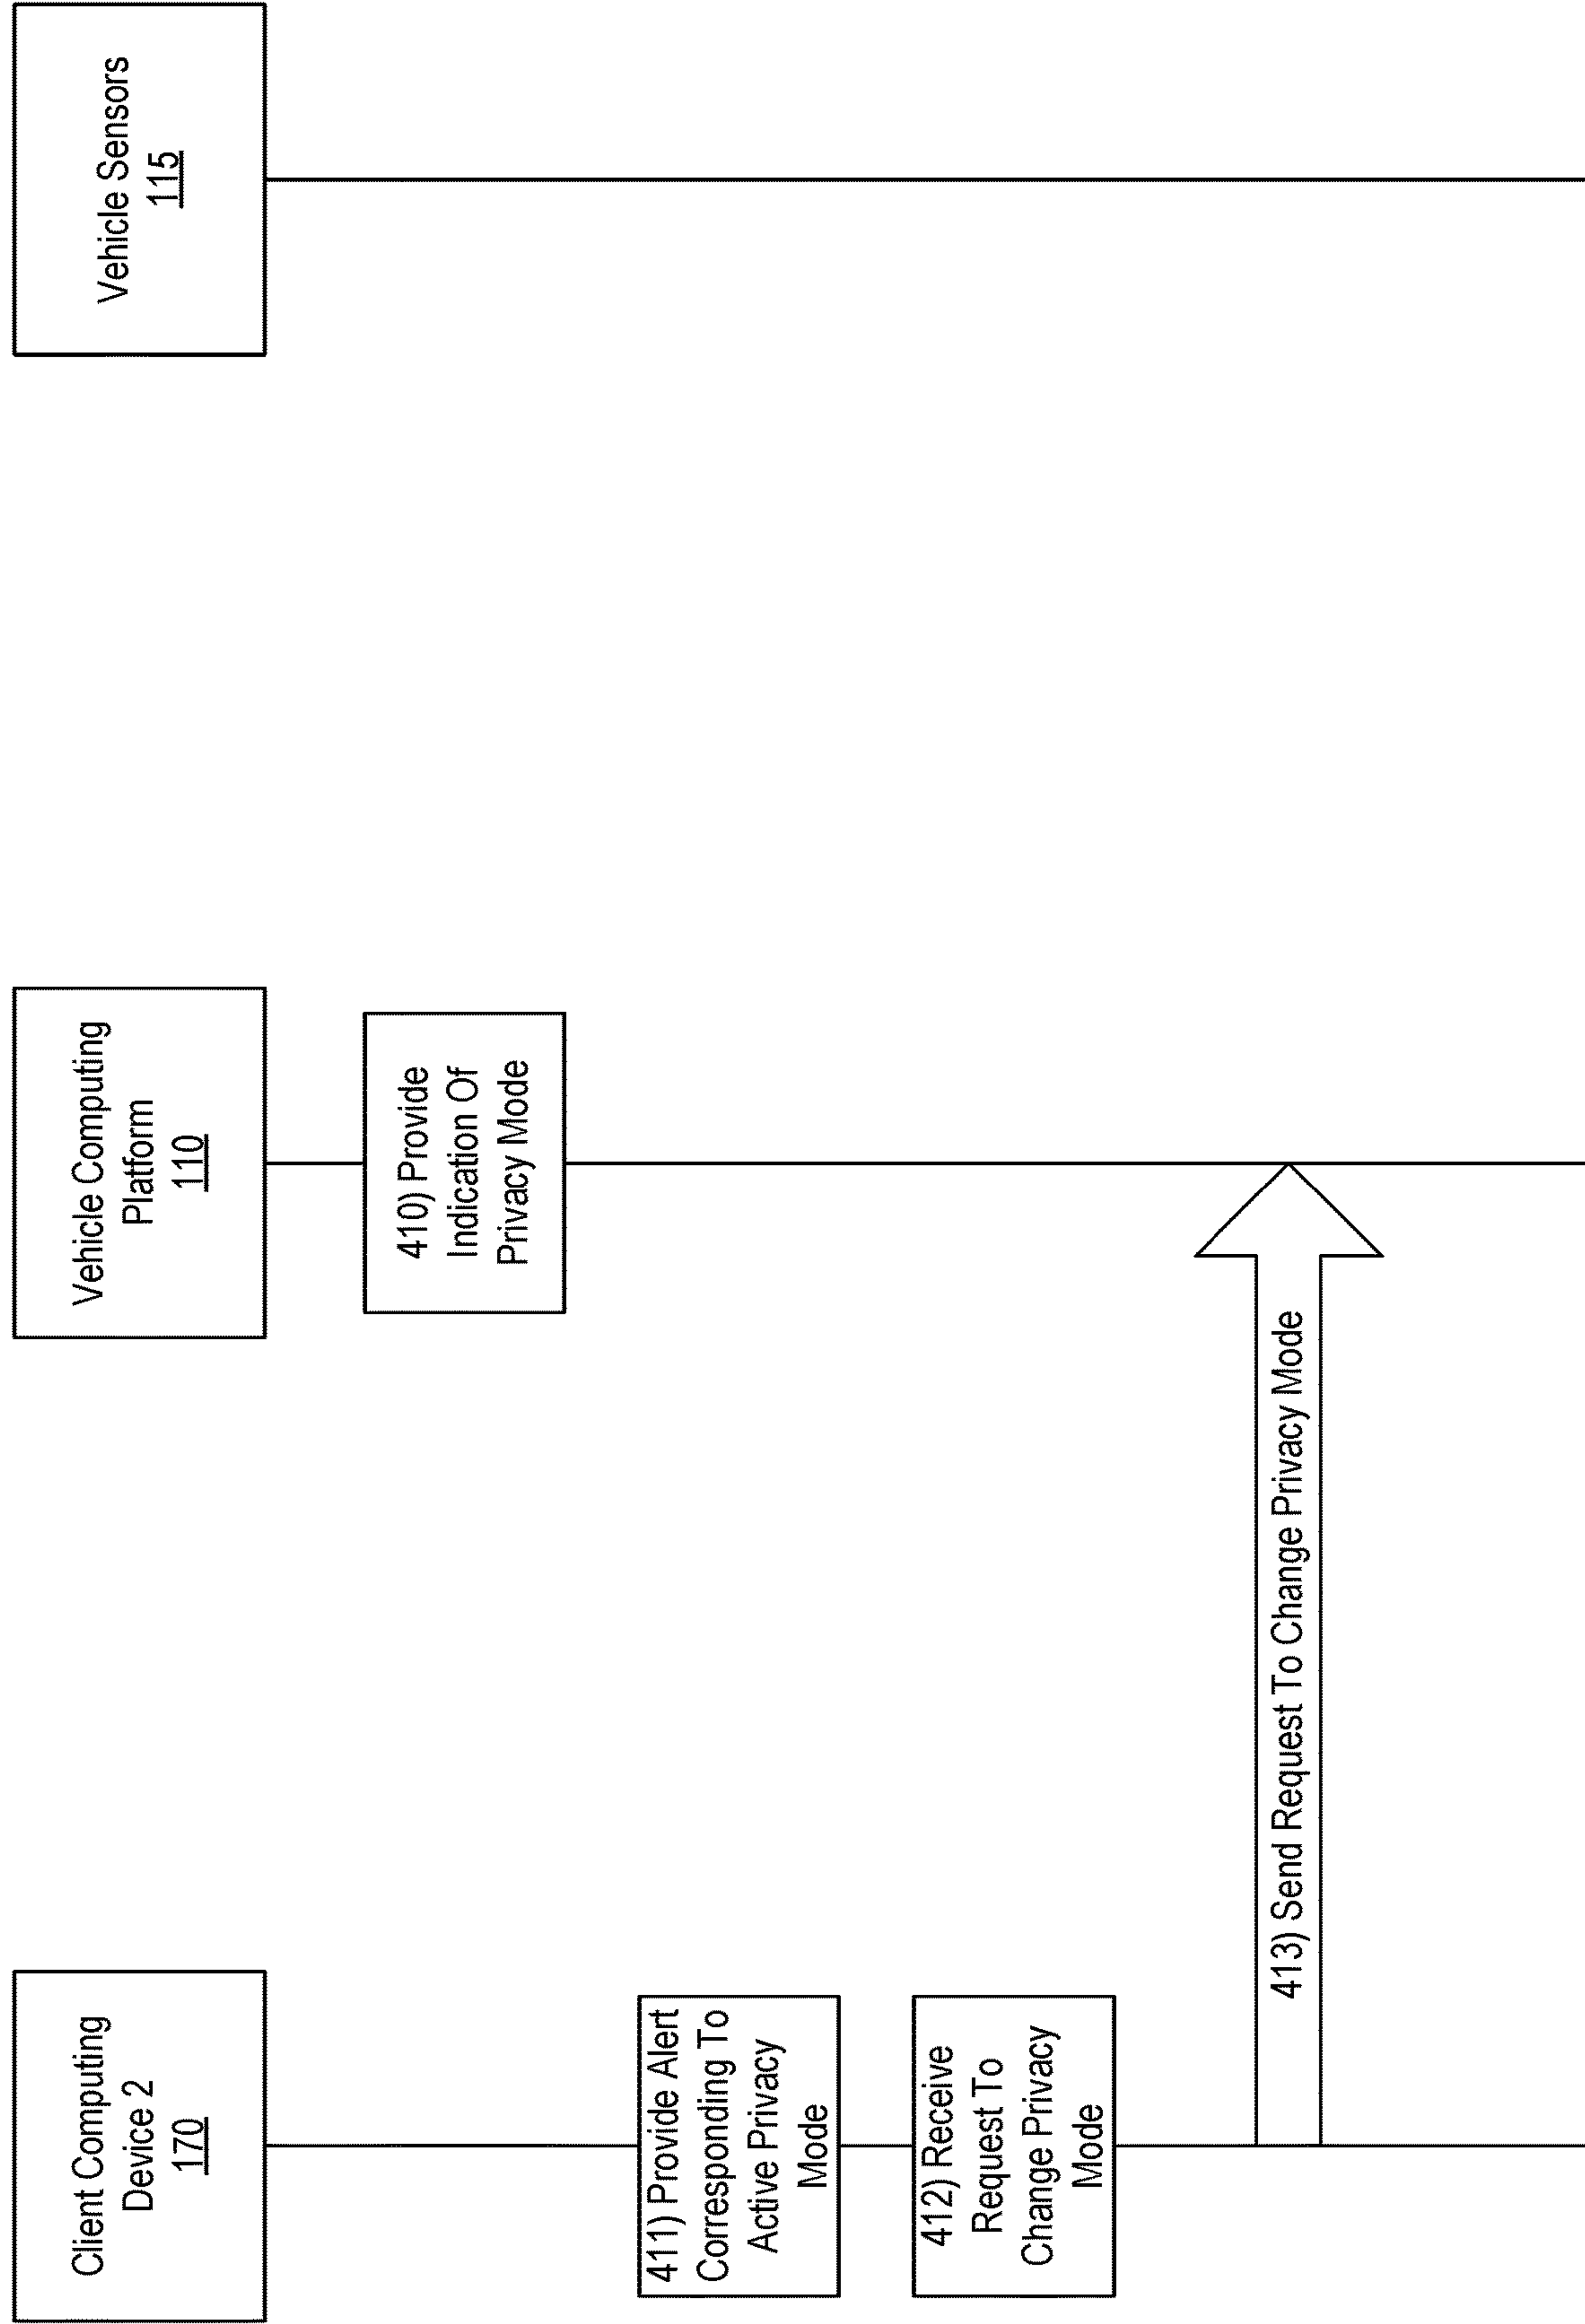 Client Computing
Device 2
170
Vehicle Computing
Platform
110
Vehicle Sensors
115
410) Provide
Indication Of
Privacy Mode
411) Provide Alert
Corresponding To
Active Privacy
Mode
412) Receive
Request To
Change Privacy
Mode
413) Send Request To Change Privacy Mode